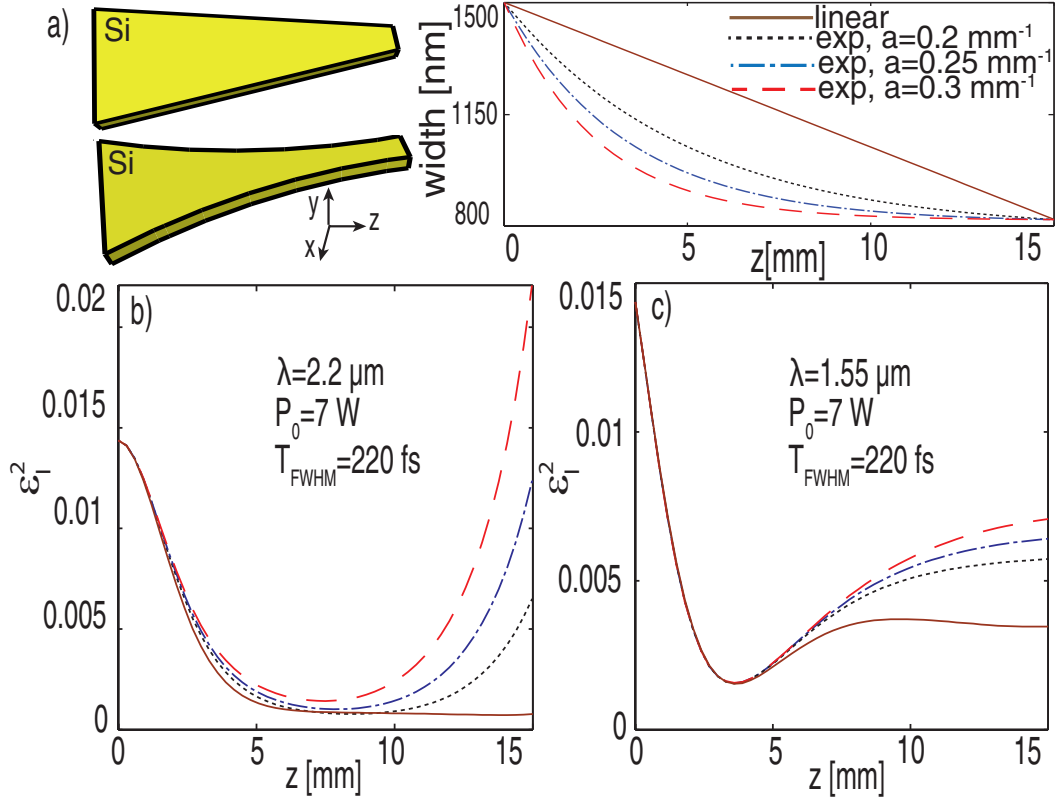 a)
Si
Si
y
z
x
width [nm]
1500
1150
800
linear
exp, a=0.2 mm⁻¹
exp, a=0.25 mm⁻¹
exp, a=0.3 mm⁻¹
0 5 10 15
z[mm]
b)
λ=2.2 μm
P₀=7 W
T_FWHM=220 fs
ε_I²
0.02
0.015
0.01
0.005
0
0 5 10 15
z [mm]
c)
λ=1.55 μm
P₀=7 W
T_FWHM=220 fs
ε_I²
0.015
0.01
0.005
0
0 5 10 15
z [mm]